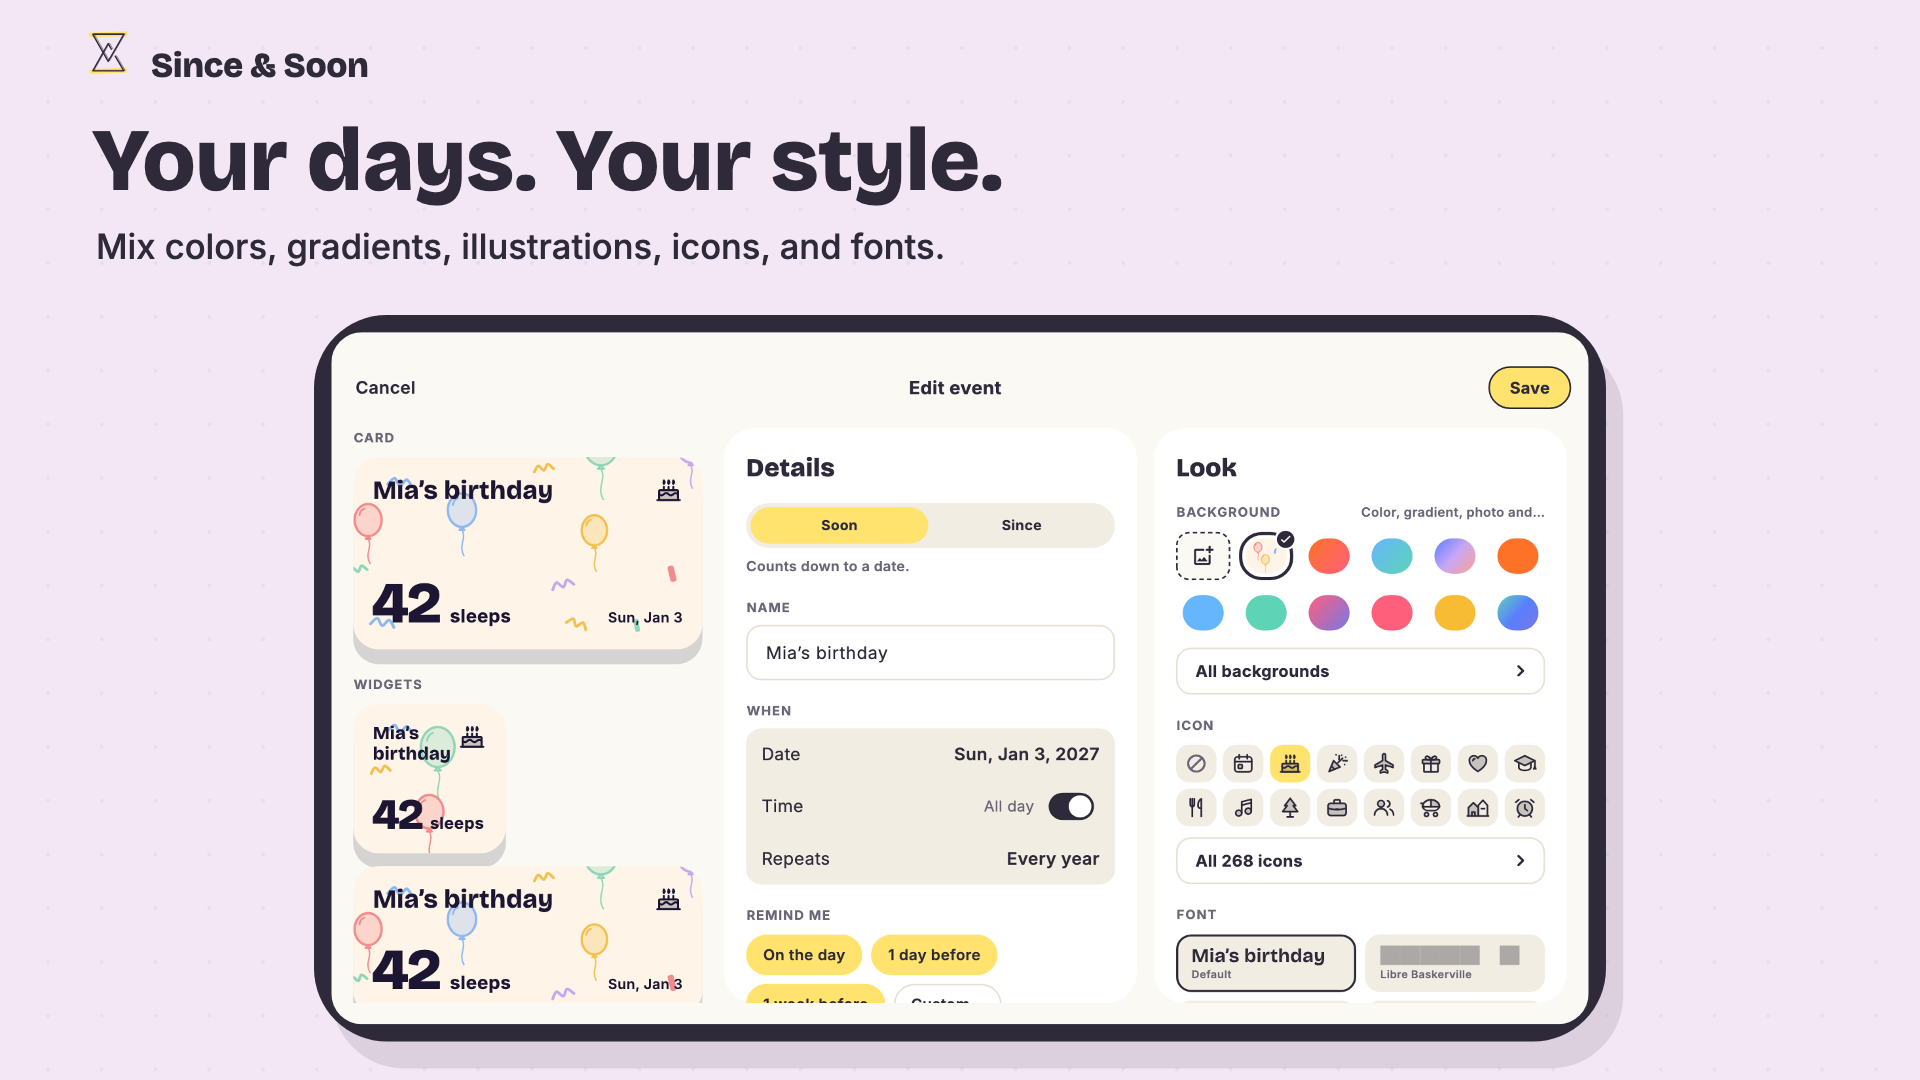 Since & Soon
Your days. Your style.
Mix colors, gradients, illustrations, icons, and fonts.
Cancel
Edit event
Save
CARD
Mia's birthday
42 sleeps
Sun, Jan 3
WIDGETS
Mia's
birthday
42 sleeps
Mia's birthday
42 sleeps
Sun, Jan 3
Details
Soon
Since
Counts down to a date.
NAME
Mia's birthday
WHEN
Date
Sun, Jan 3, 2027
Time
All day
Repeats
Every year
REMIND ME
On the day
1 day before
1 week before
Custom
Look
BACKGROUND
Color, gradient, photo and...
All backgrounds
ICON
All 268 icons
FONT
Mia's birthday
Default
Libre Baskerville